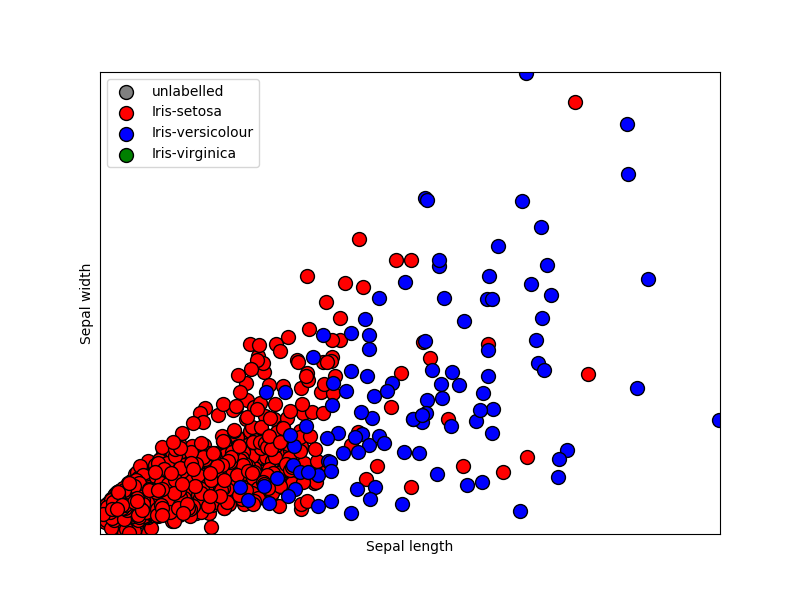 unlabelled
Iris-setosa
Iris-versicolour
Iris-virginica
Sepal width
Sepal length